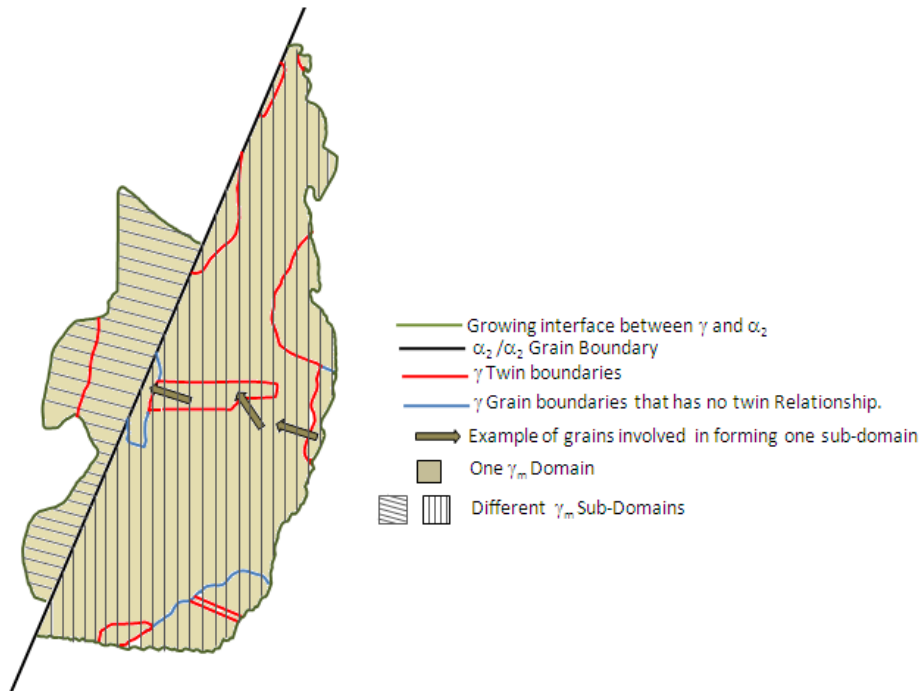 Growing interface between γ and α₂
α₂ /α₂ Grain Boundary
γ Twin boundaries
γ Grain boundaries that has no twin Relationship.
Example of grains involved in forming one sub-domain
One γₘ Domain
Different γₘ Sub-Domains